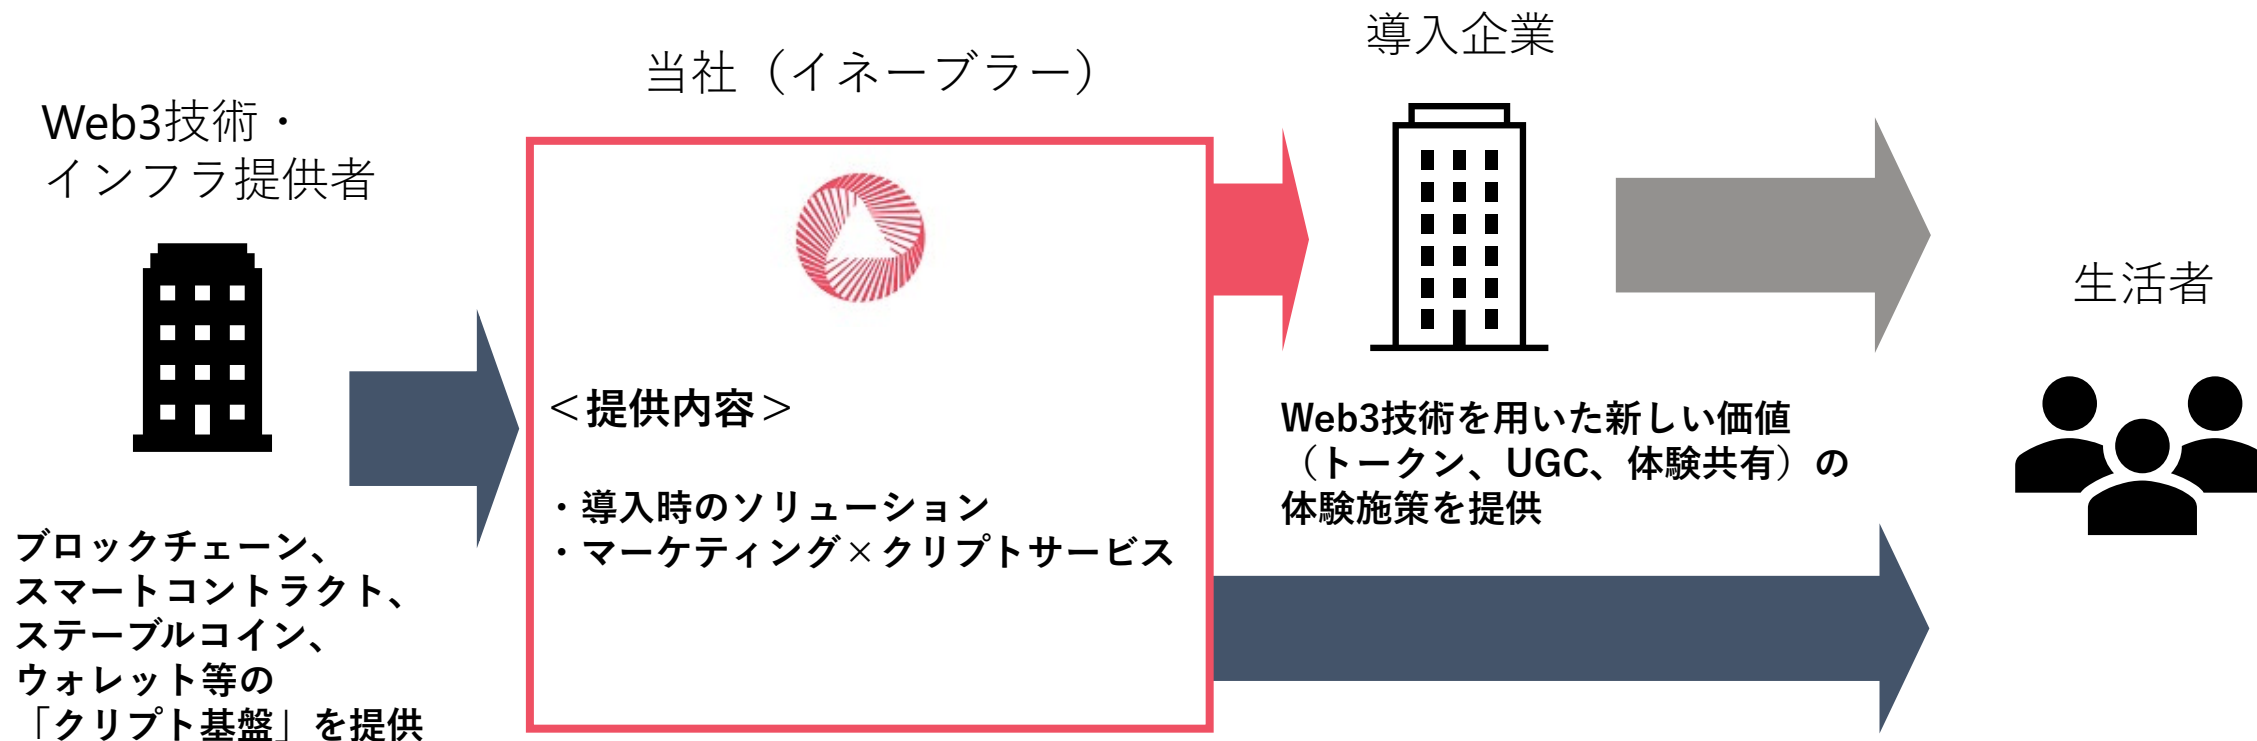 Web3技術・
インフラ提供者
ブロックチェーン、
スマートコントラクト、
ステーブルコイン、
ウォレット等の
「クリプト基盤」を提供
当社（イネーブラー）
＜提供内容＞
・導入時のソリューション
・マーケティング×クリプトサービス
導入企業
Web3技術を用いた新しい価値
（トークン、UGC、体験共有）の
体験施策を提供
生活者